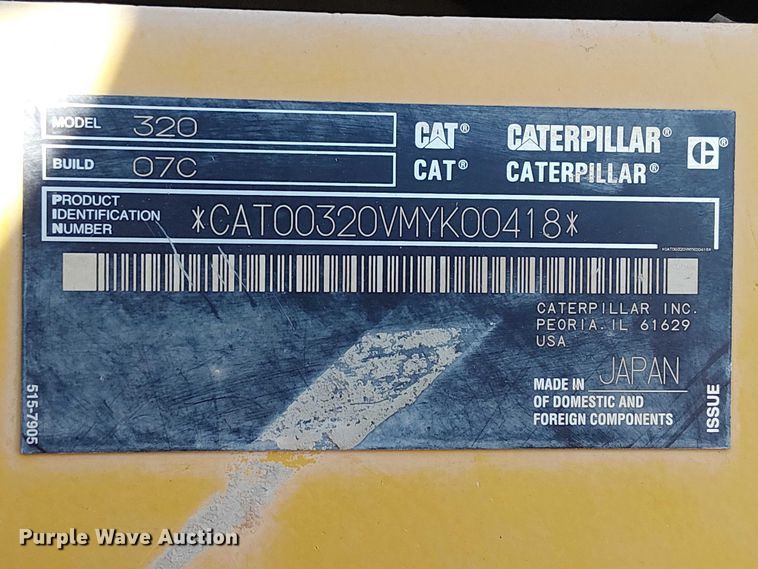 MODEL 320
BUILD 07C
CAT® CATERPILLAR® ®
CAT® CATERPILLAR®
PRODUCT
IDENTIFICATION
NUMBER
*CAT00320VMYK00418*
*CAT00320VMYK00418*
CATERPILLAR INC.
PEORIA, IL 61629
USA
MADE IN JAPAN
OF DOMESTIC AND
FOREIGN COMPONENTS
515-7905
ISSUE
Purple Wave Auction